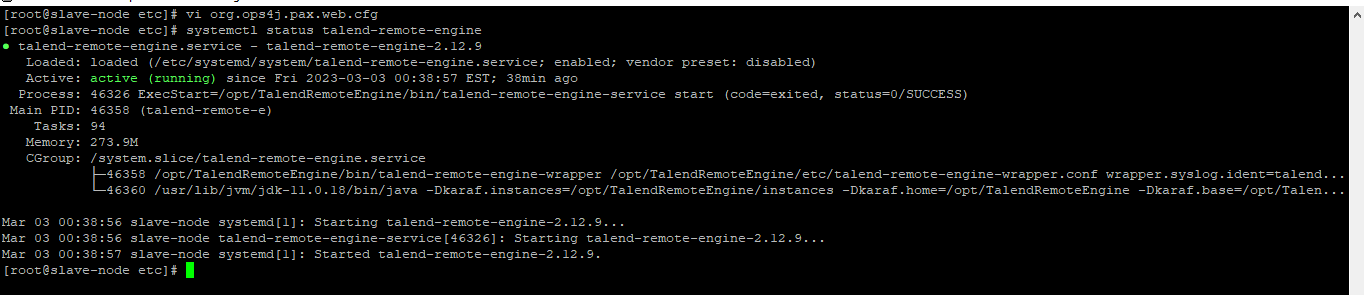 [root@slave-node etc]# vi org.ops4j.pax.web.cfg
[root@slave-node etc]# systemctl status talend-remote-engine
● talend-remote-engine.service - talend-remote-engine-2.12.9
Loaded: loaded (/etc/systemd/system/talend-remote-engine.service; enabled; vendor preset: disabled)
Active: active (running) since Fri 2023-03-03 00:38:57 EST; 38min ago
Process: 46326 ExecStart=/opt/TalendRemoteEngine/bin/talend-remote-engine-service start (code=exited, status=0/SUCCESS)
Main PID: 46358 (talend-remote-e)
Tasks: 94
Memory: 273.9M
CGroup: /system.slice/talend-remote-engine.service
├─46358 /opt/TalendRemoteEngine/bin/talend-remote-engine-wrapper /opt/TalendRemoteEngine/etc/talend-remote-engine-wrapper.conf wrapper.syslog.ident=talend...
└─46360 /usr/lib/jvm/jdk-11.0.18/bin/java -Dkaraf.instances=/opt/TalendRemoteEngine/instances -Dkaraf.home=/opt/TalendRemoteEngine -Dkaraf.base=/opt/Talen...
Mar 03 00:38:56 slave-node systemd[1]: Starting talend-remote-engine-2.12.9...
Mar 03 00:38:56 slave-node talend-remote-engine-service[46326]: Starting talend-remote-engine-2.12.9...
Mar 03 00:38:57 slave-node systemd[1]: Started talend-remote-engine-2.12.9.
[root@slave-node etc]#